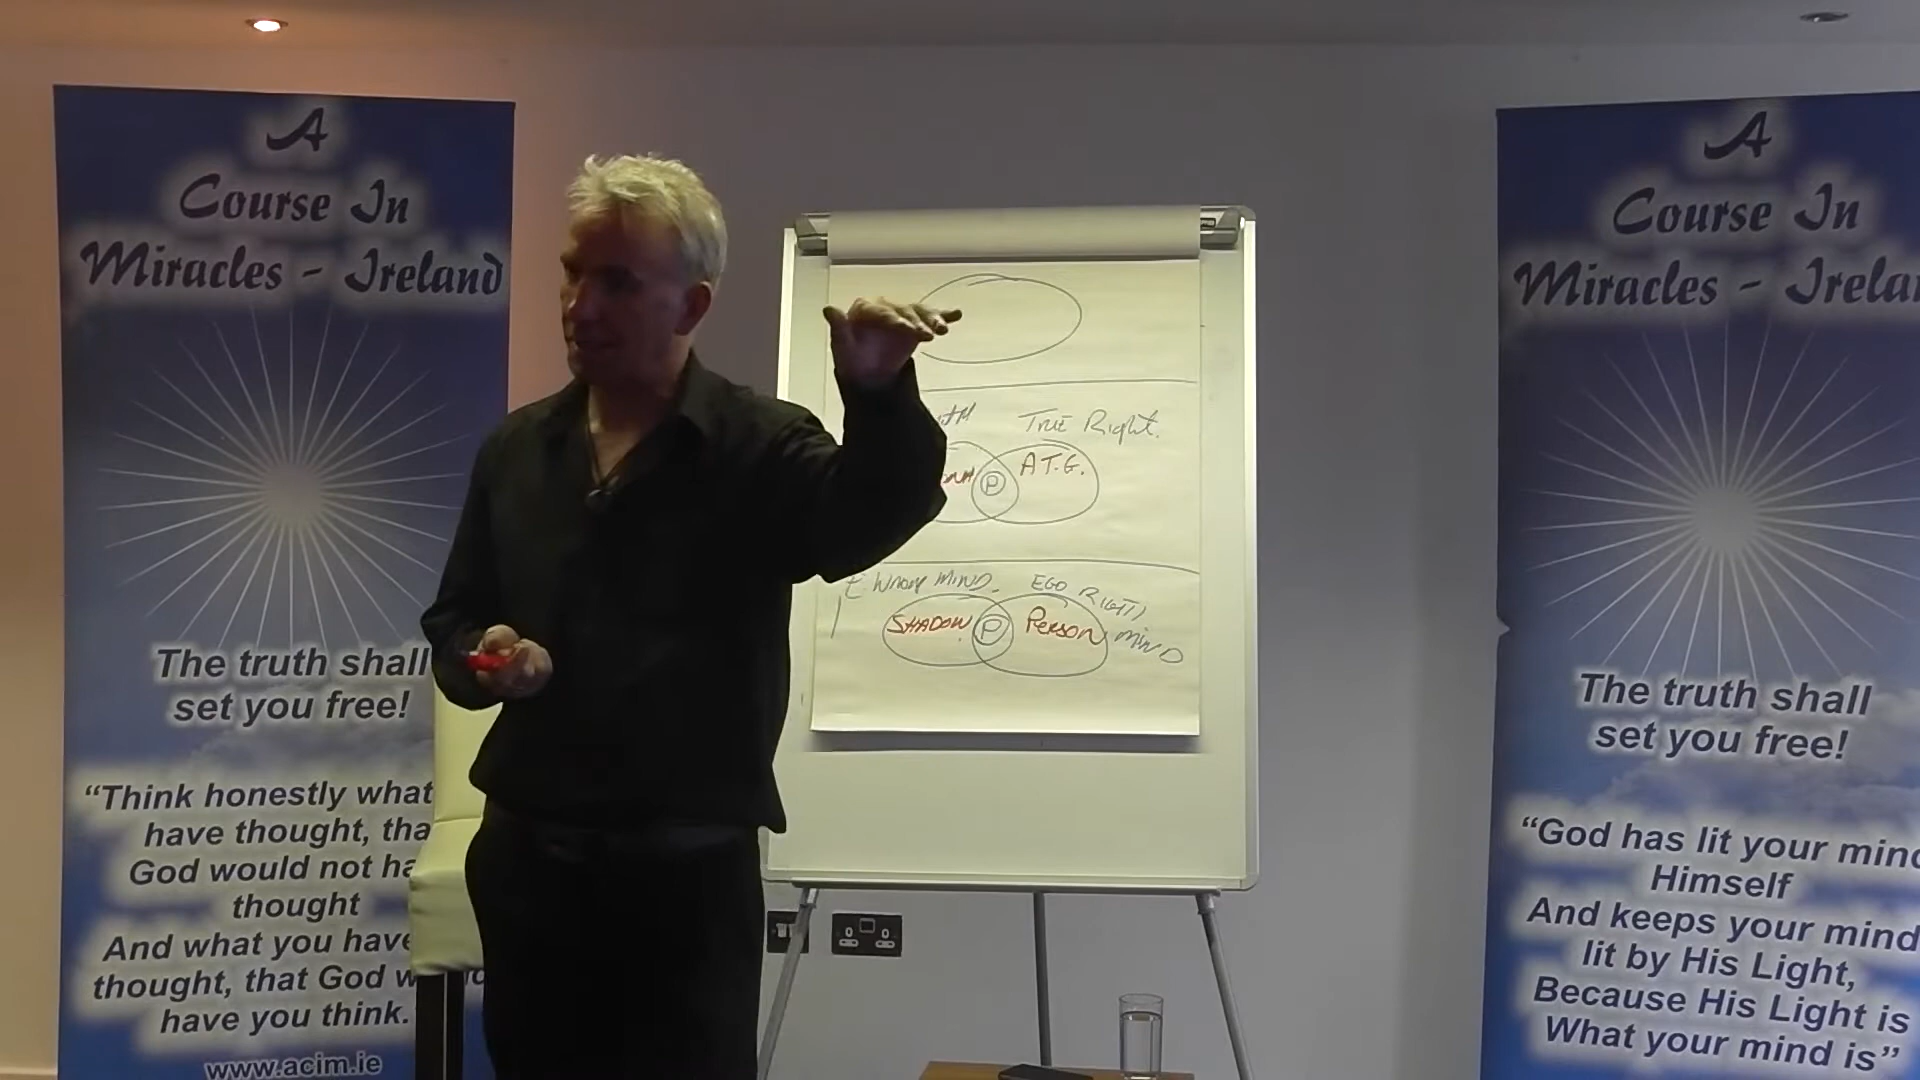 A
Course In
Miracles - Ireland
The truth shall
set you free!
“Think honestly what
have thought, tha
God would not ha
thought
And what you have
thought, that God w
have you think.
www.acim.ie
True Right.
A.T.G.
P
Wrong MIND.
EGO RIGHT
MIND
SHADOW
P
PERSON
A
Course In
Miracles - Irela
The truth shall
set you free!
“God has lit your mind
Himself
And keeps your mind
lit by His Light,
Because His Light is
What your mind is”